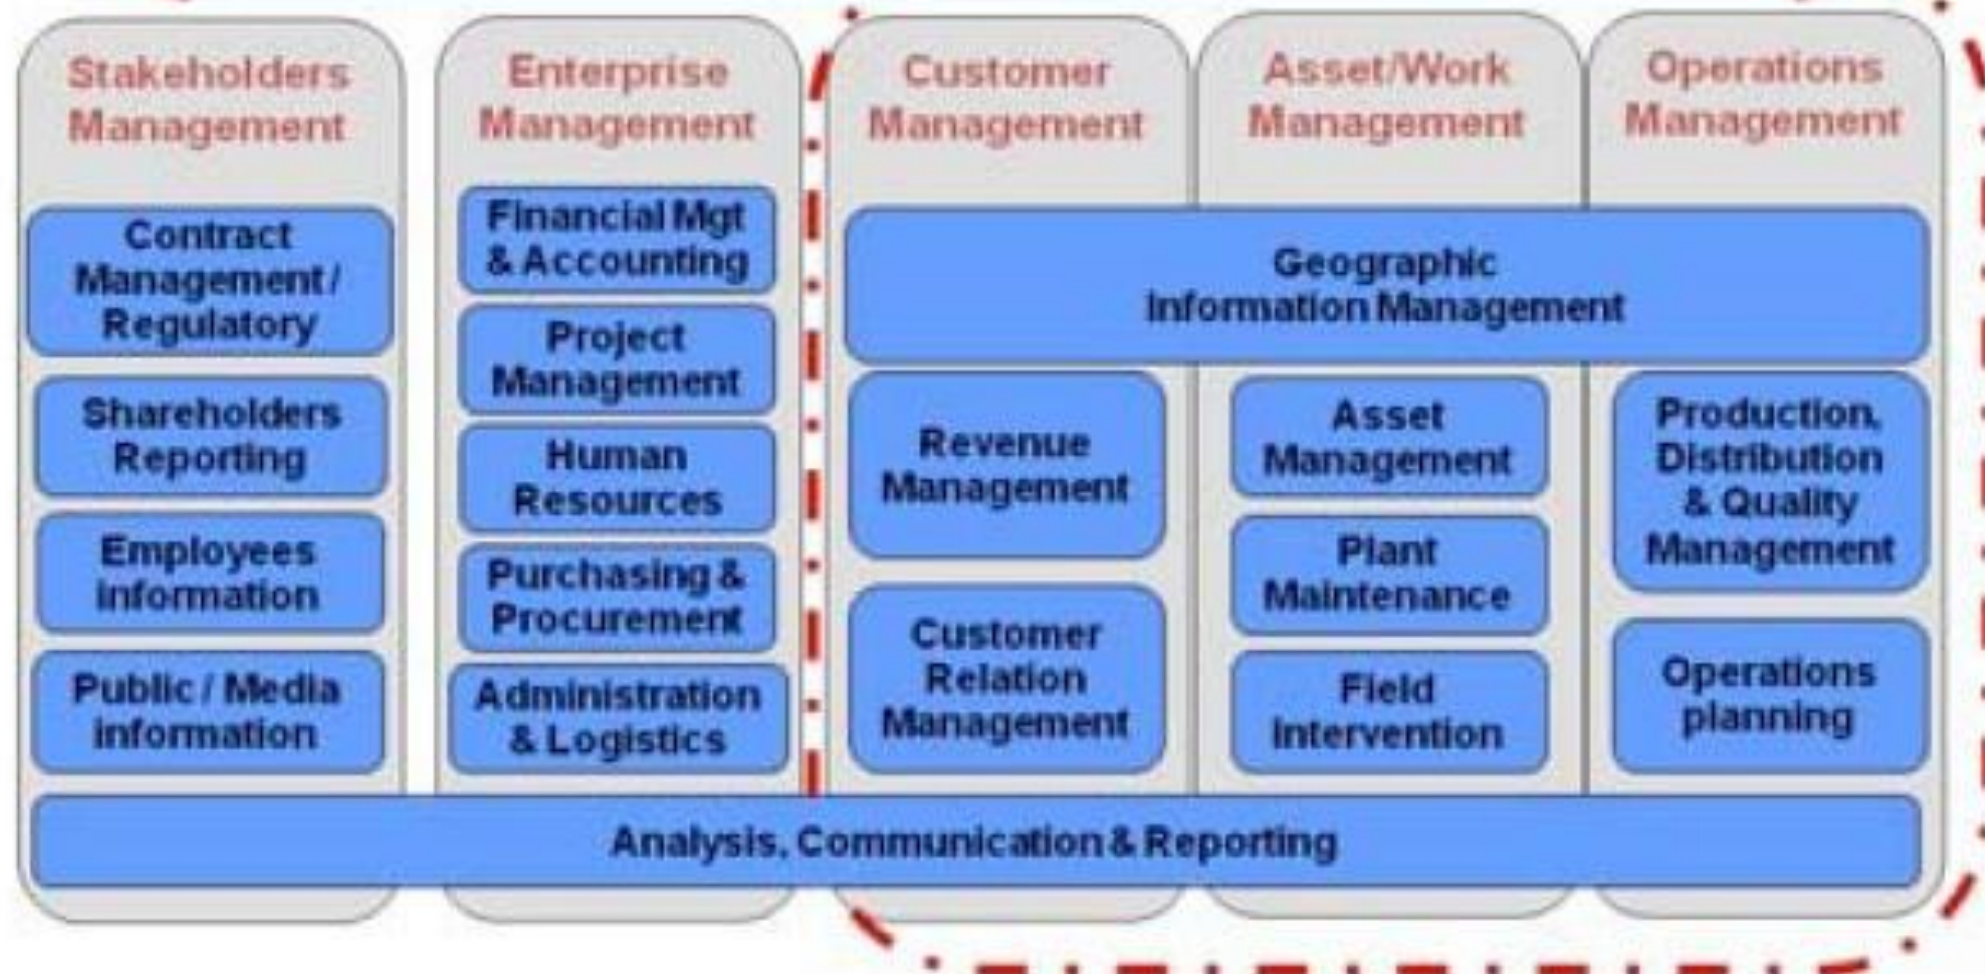 Stakeholders
Management
Contract
Management /
Regulatory
Shareholders
Reporting
Employees
information
Public / Media
information
Enterprise
Management
Financial Mgt
& Accounting
Project
Management
Human
Resources
Purchasing &
Procurement
Administration
& Logistics
Customer
Management
Asset/Work
Management
Operations
Management
Geographic
Information Management
Revenue
Management
Customer
Relation
Management
Asset
Management
Plant
Maintenance
Field
Intervention
Production,
Distribution
& Quality
Management
Operations
planning
Analysis, Communication & Reporting